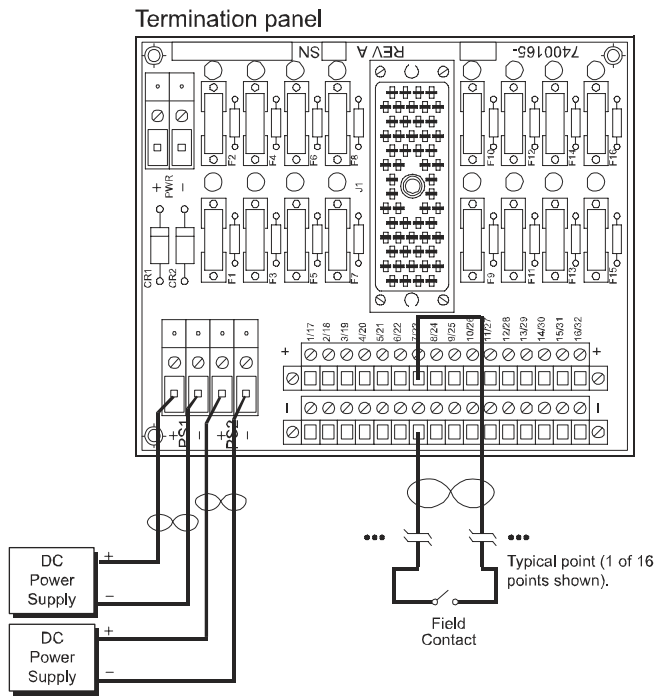 Termination panel
SN
REV A
7400165-
F2
F4
F6
F8
F10
F12
F14
F16
+
PWR
−
J1
CR1
CR2
F1
F3
F5
F7
F9
F11
F13
F15
1/17
2/18
3/19
4/20
5/21
6/22
7/23
8/24
9/25
10/26
11/27
12/28
13/29
14/30
15/31
16/32
+
+
−
−
+
PS1
−
+
PS2
−
DC
Power
Supply
+
−
DC
Power
Supply
+
−
•••
•••
Typical point (1 of 16
points shown).
Field
Contact